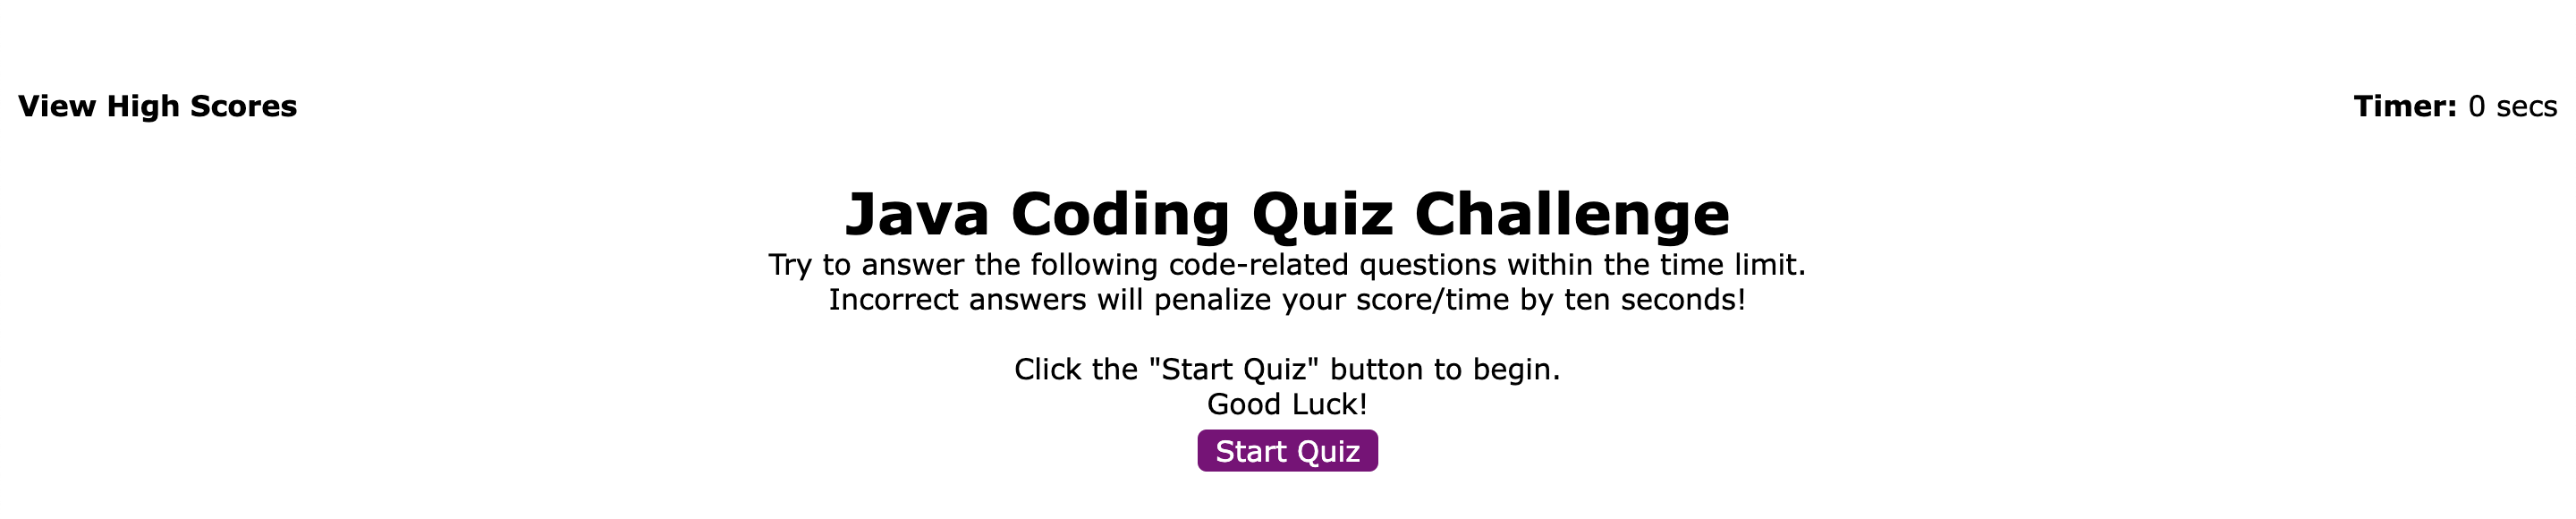 View High Scores
Timer: 0 secs
Java Coding Quiz Challenge
Try to answer the following code-related questions within the time limit.
Incorrect answers will penalize your score/time by ten seconds!
Click the "Start Quiz" button to begin.
Good Luck!
Start Quiz